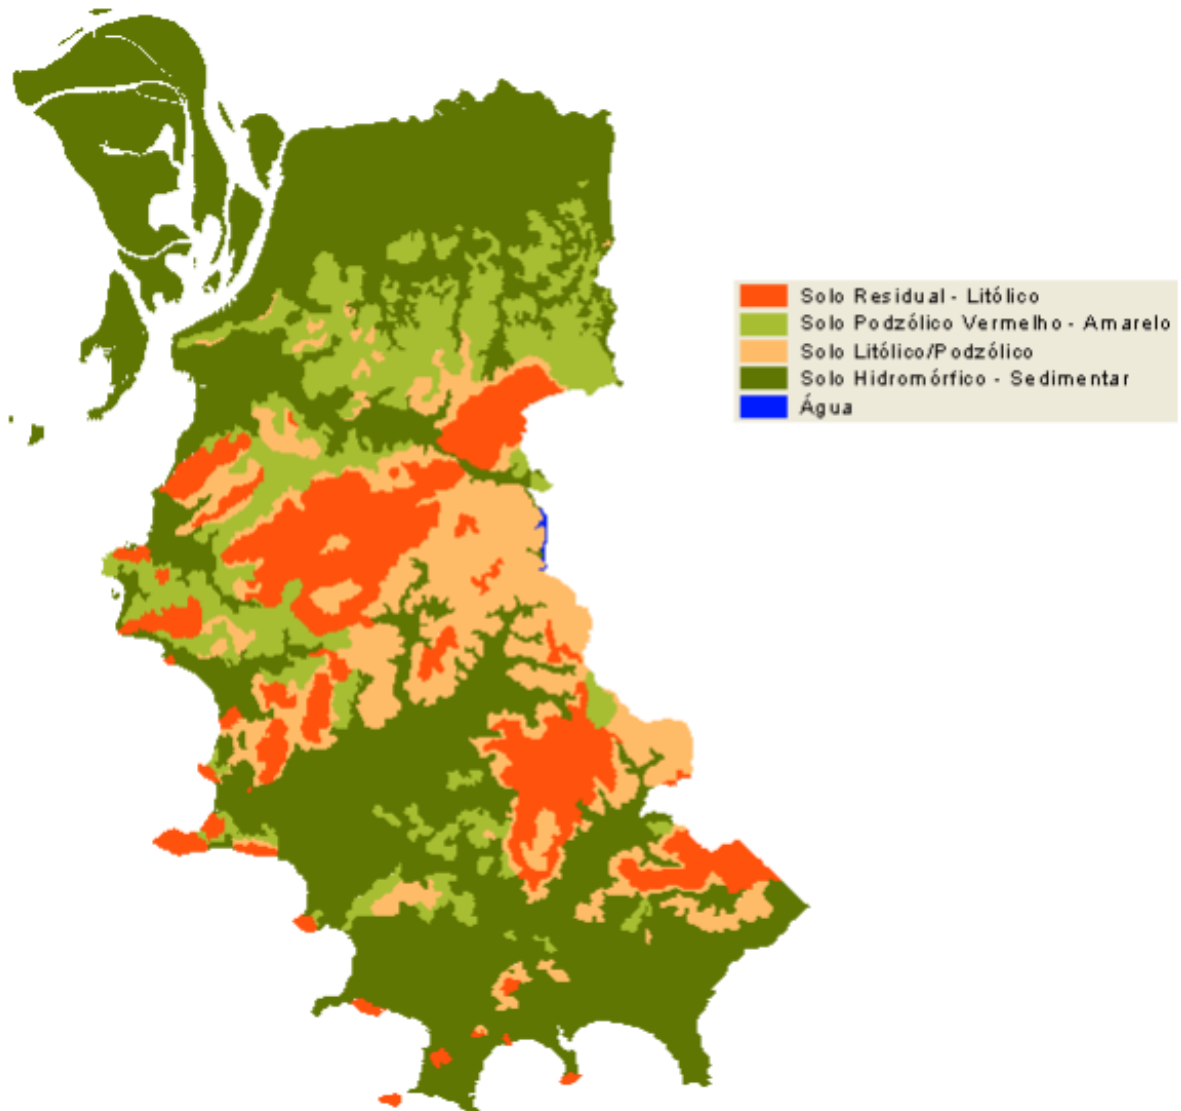 Solo Residual - Litólico
Solo Podzólico Vermelho - Amarelo
Solo Litólico/Podzólico
Solo Hidromórfico - Sedimentar
Água